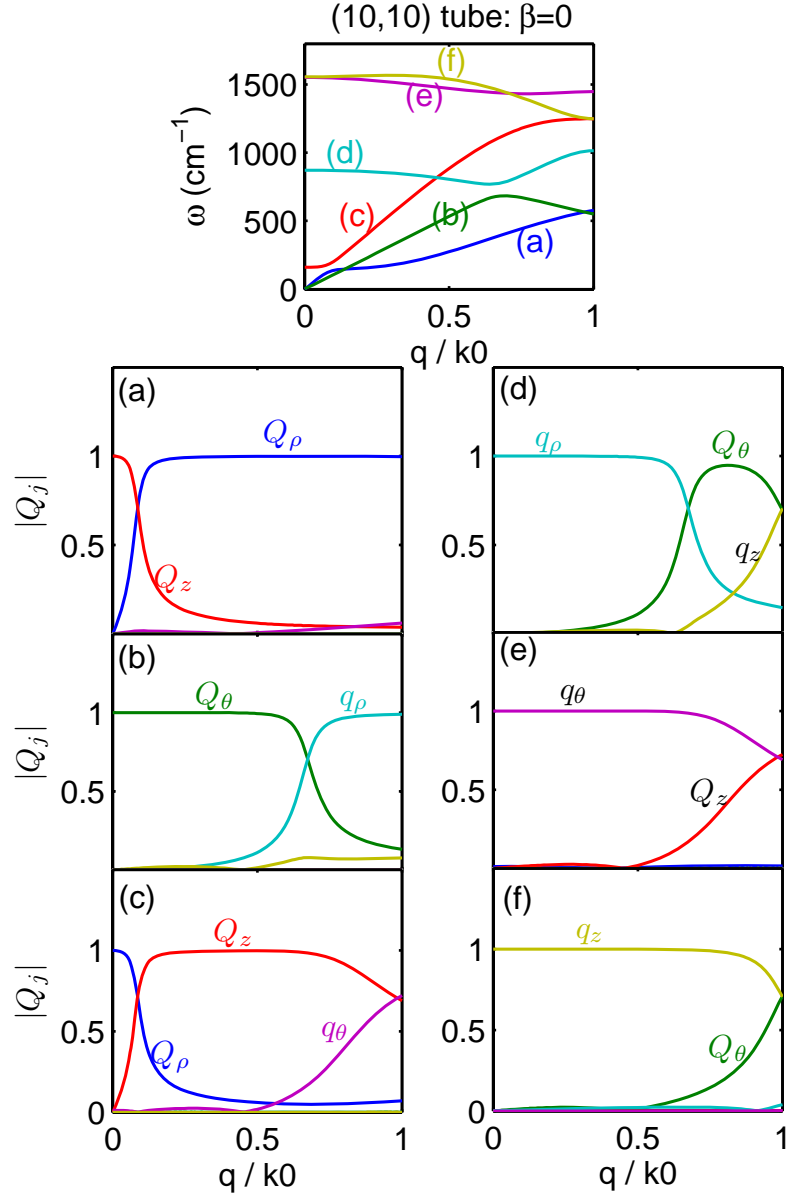 (10,10) tube: β=0
ω (cm⁻¹)
1500
1000
500
0
(f)
(e)
(d)
(c)
(b)
(a)
0 0.5 1
q / k0
(a)
|Q_j|
1
0.5
Q_ρ
Q_z
(b)
|Q_j|
1
0.5
Q_θ
q_ρ
(c)
|Q_j|
1
0.5
0
Q_z
q_θ
Q_ρ
0 0.5 1
q / k0
(d)
1
0.5
q_ρ
Q_θ
q_z
(e)
1
0.5
q_θ
Q_z
(f)
1
0.5
0
q_z
Q_θ
0 0.5 1
q / k0